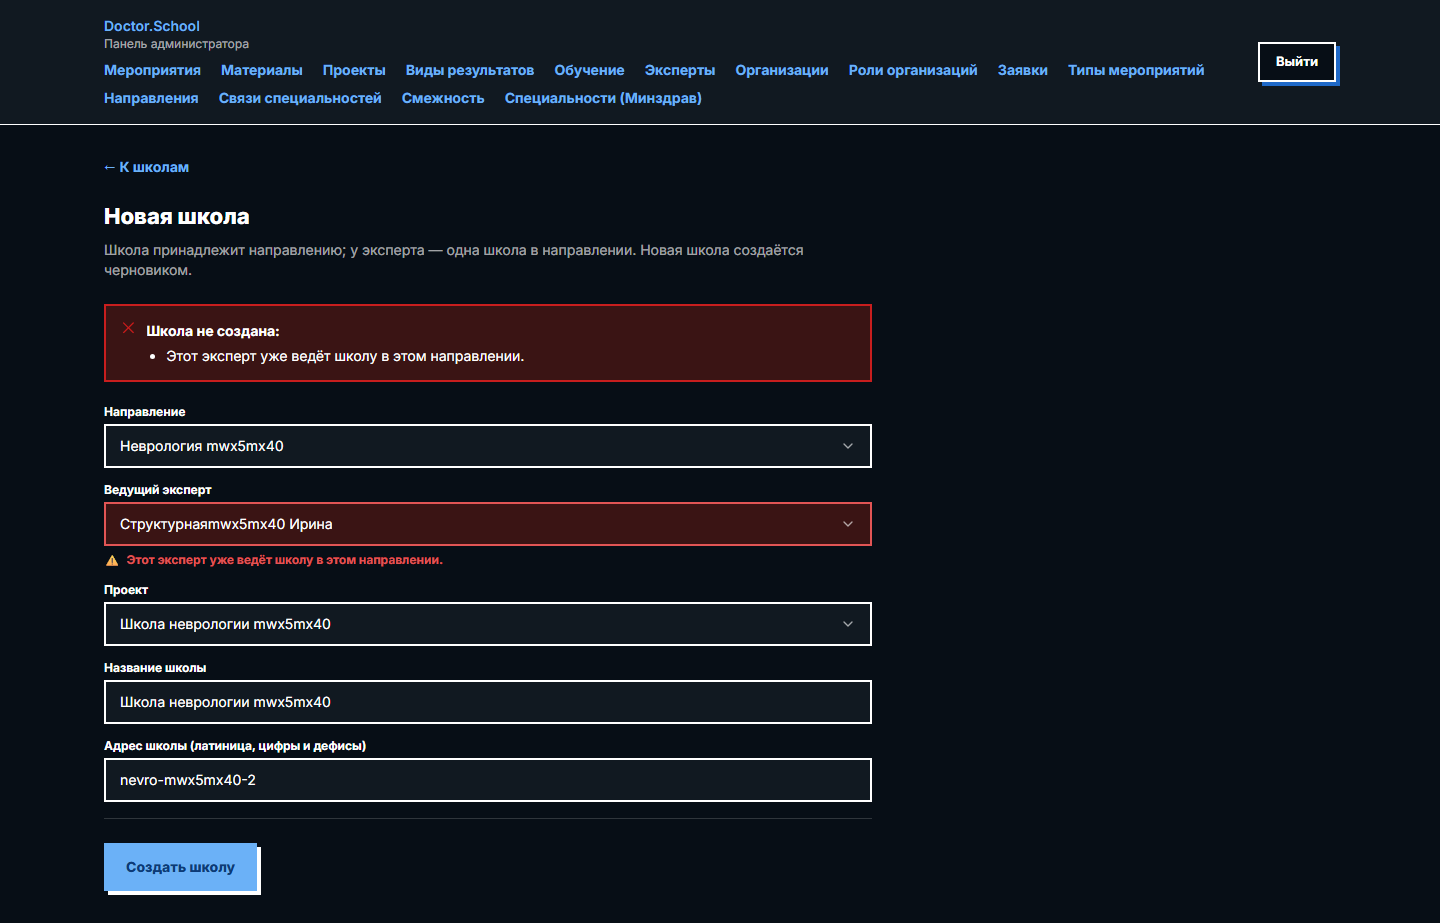 Doctor.School
Панель администратора
Мероприятия Материалы Проекты Виды результатов Обучение Эксперты Организации Роли организаций Заявки Типы мероприятий
Направления Связи специальностей Смежность Специальности (Минздрав)
Выйти
← К школам
Новая школа
Школа принадлежит направлению; у эксперта — одна школа в направлении. Новая школа создаётся
черновиком.
Школа не создана:
• Этот эксперт уже ведёт школу в этом направлении.
Направление
Неврология mwx5mx40
Ведущий эксперт
Структурнаяmwx5mx40 Ирина
Этот эксперт уже ведёт школу в этом направлении.
Проект
Школа неврологии mwx5mx40
Название школы
Школа неврологии mwx5mx40
Адрес школы (латиница, цифры и дефисы)
nevro-mwx5mx40-2
Создать школу